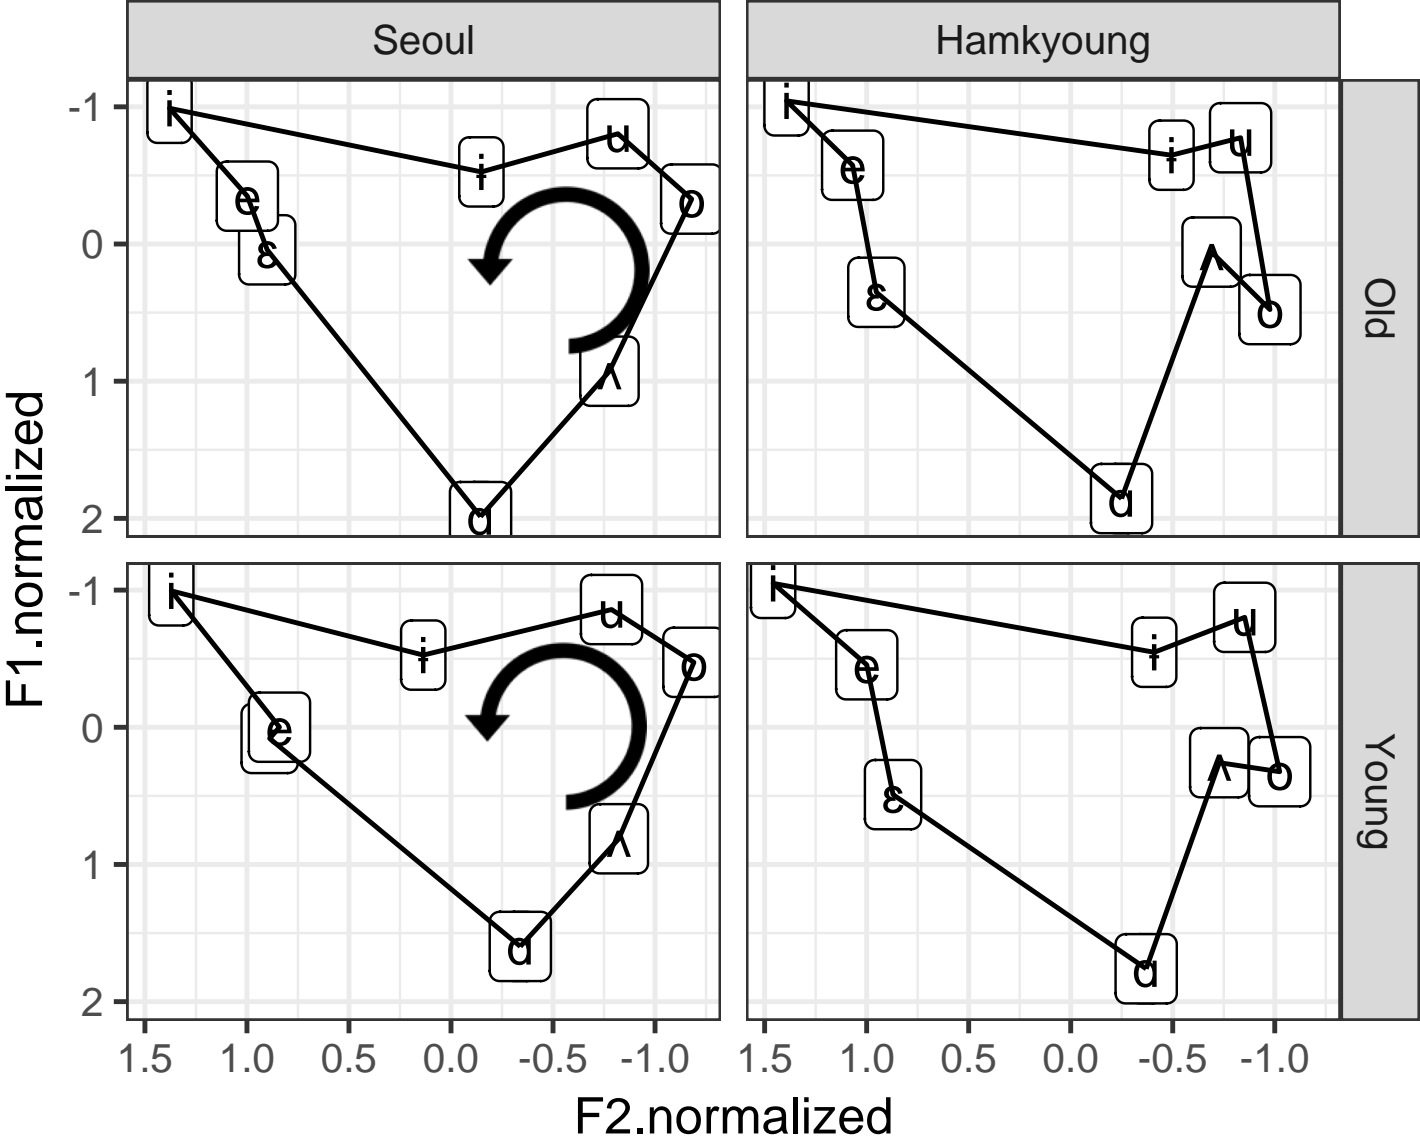 Seoul
Hamkyoung
F1.normalized
-1
0
1
2
i
e
ɛ
ɨ
u
o
ʌ
ɑ
i
e
ɛ
ɨ
u
ʌ
o
ɑ
Old
-1
0
1
2
i
e
ɨ
u
o
ʌ
ɑ
i
e
ɛ
ɨ
u
ʌ
o
ɑ
Young
1.5 1.0 0.5 0.0 -0.5 -1.0
1.5 1.0 0.5 0.0 -0.5 -1.0
F2.normalized